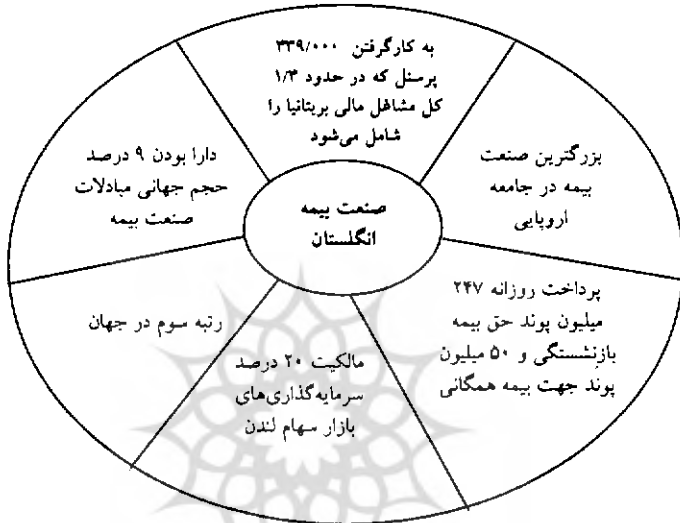 به کارگرفتن ۳۳۹/۰۰۰
پرسنل که در حدود ۱/۳
کل مشاغل مالی بریتانیا را
شامل می‌شود
بزرگترین صنعت
بیمه در جامعه
اروپایی
پرداخت روزانه ۲۴۷
میلیون پوند حق بیمه
بازنشستگی و ۵۰ میلیون
پوند جهت بیمه همگانی
مالکیت ۲۰ درصد
سرمایه‌گذاری‌های
بازار سهام لندن
رتبه سوم در جهان
دارا بودن ۹ درصد
حجم جهانی مبادلات
صنعت بیمه
صنعت بیمه
انگلستان